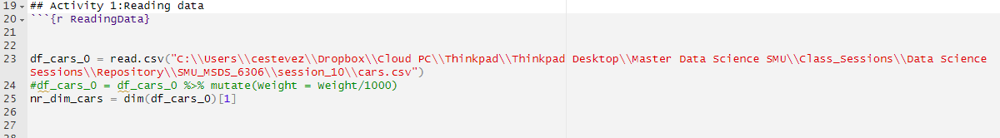 19 ## Activity 1:Reading data
20 ```{r ReadingData}
21
22
23 df_cars_0 = read.csv("C:\\Users\\cestevez\\Dropbox\\Cloud PC\\Thinkpad\\Thinkpad Desktop\\Master Data Science SMU\\Class_Sessions\\Data Science
Sessions\\Repository\\SMU_MSDS_6306\\session_10\\cars.csv")
24 #df_cars_0 = df_cars_0 %>% mutate(Weight = Weight/1000)
25 nr_dim_cars = dim(df_cars_0)[1]
26
27
28